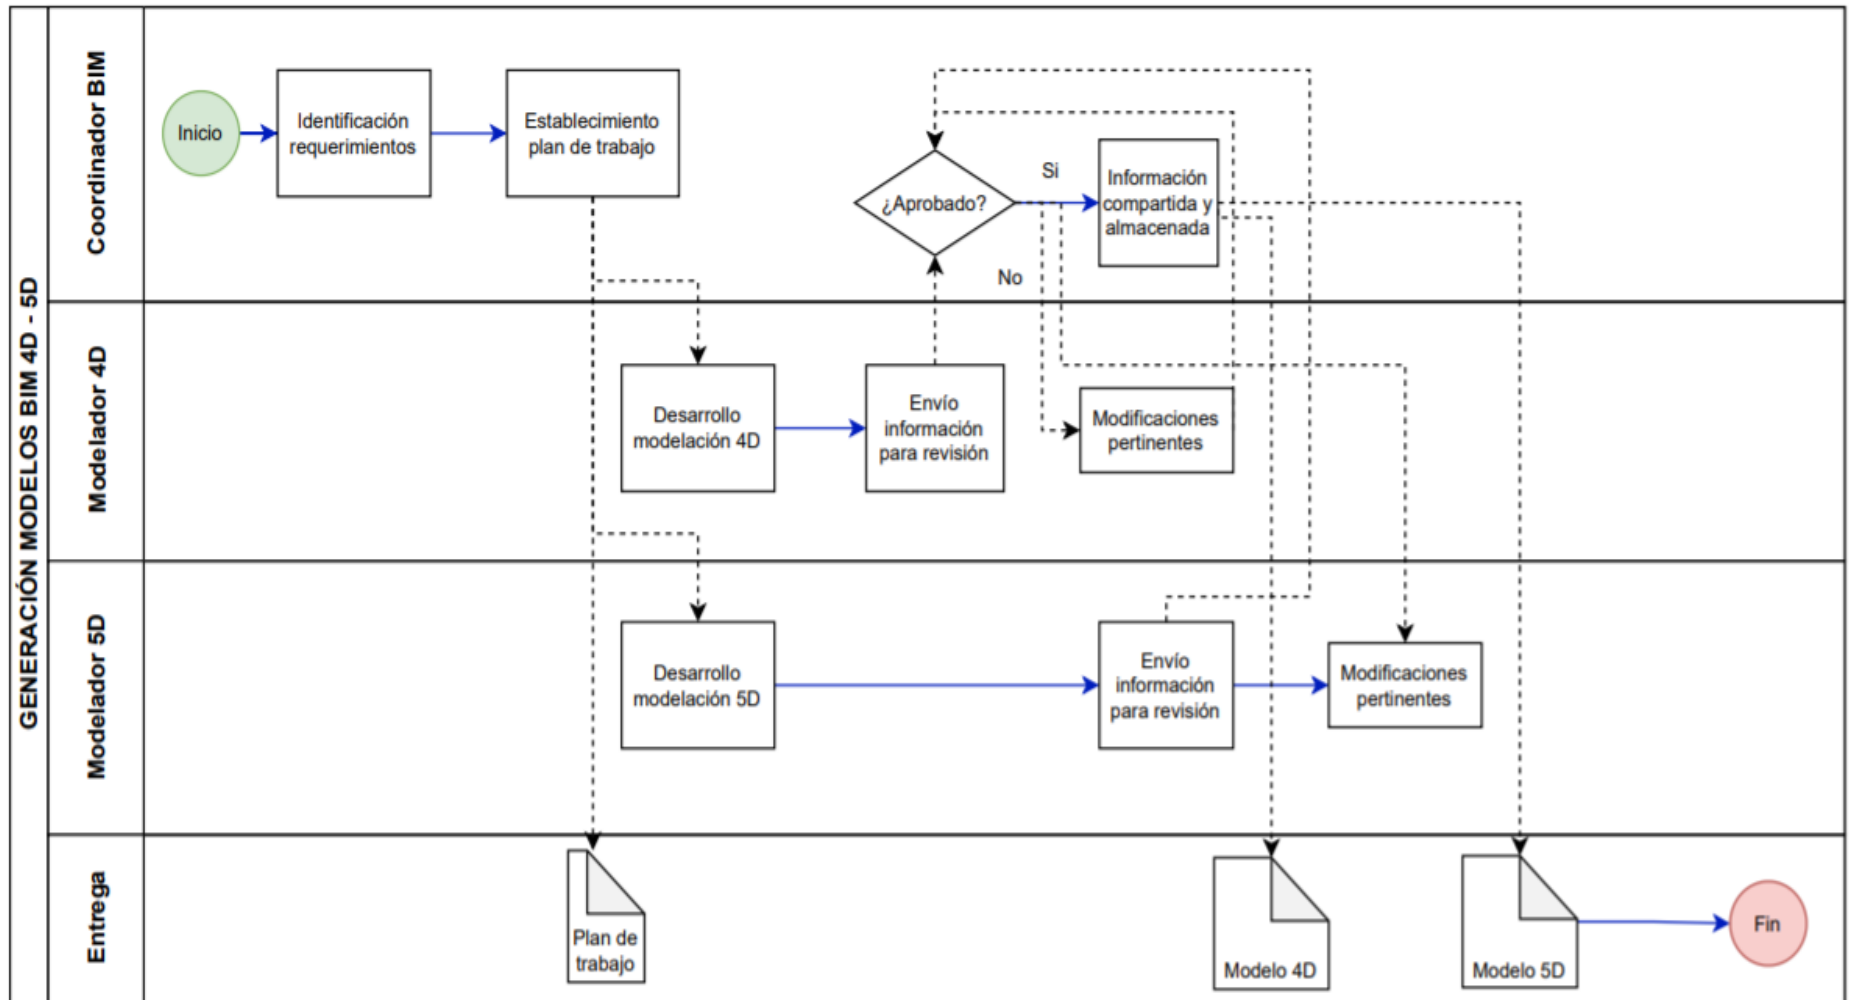 GENERACIÓN MODELOS BIM 4D - 5D
Coordinador BIM
Inicio
Identificación
requerimientos
Establecimiento
plan de trabajo
¿Aprobado?
Si
No
Información
compartida y
almacenada
Modelador 4D
Desarrollo
modelación 4D
Envío
información
para revisión
Modificaciones
pertinentes
Modelador 5D
Desarrollo
modelación 5D
Envío
información
para revisión
Modificaciones
pertinentes
Entrega
Plan de
trabajo
Modelo 4D
Modelo 5D
Fin